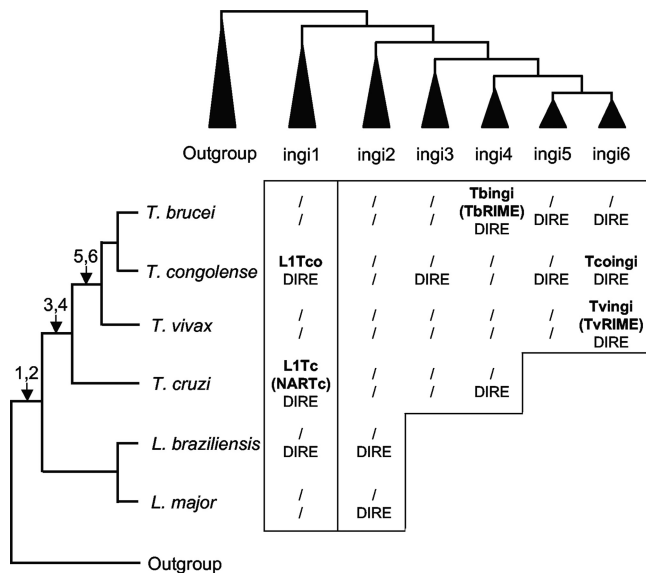 Outgroup ingi1 ingi2 ingi3 ingi4 ingi5 ingi6
T. brucei / / / Tbingi / /
/ / / (TbRIME) DIRE DIRE
DIRE
5,6
T. congolense L1Tco / / / / Tcoingi
DIRE / DIRE / DIRE DIRE
3,4
T. vivax / / / / / Tvingi
/ / / / / (TvRIME)
DIRE
1,2
T. cruzi L1Tc / / /
(NARTc) / / DIRE
DIRE
L. braziliensis / /
DIRE DIRE
L. major / /
/ DIRE
Outgroup